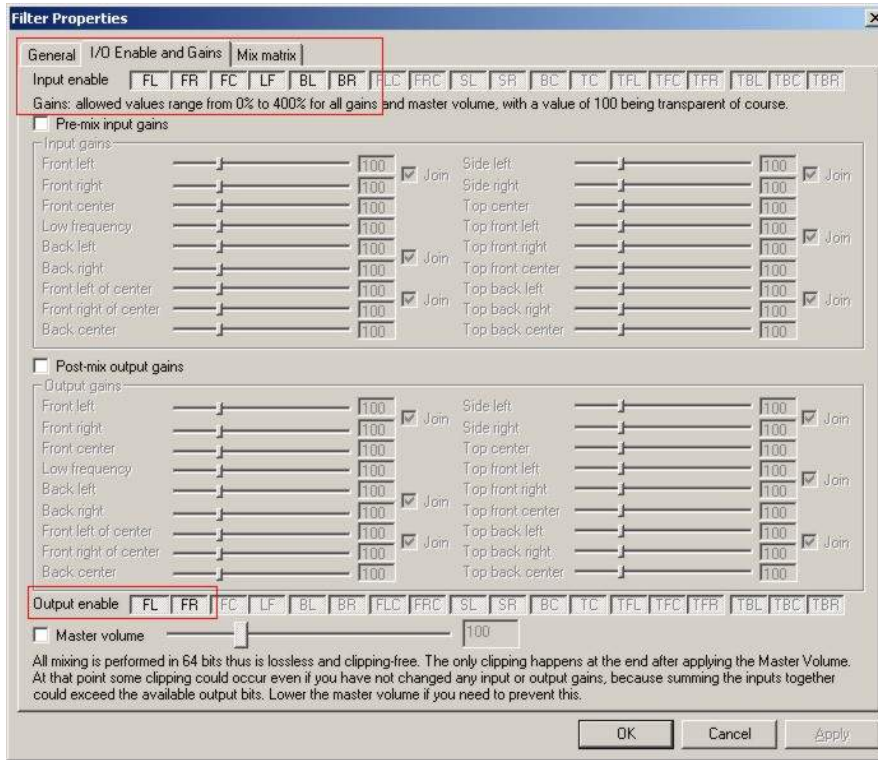 Filter Properties
General I/O Enable and Gains Mix matrix
Input enable FL FR FC LF BL BR FLC FRC SL SR BC TC TFL TFC TFR TBL TBC TBR
Gains: allowed values range from 0% to 400% for all gains and master volume, with a value of 100 being transparent of course.
Pre-mix input gains
Input gains
Front left 100 Side left 100
Join Join
Front right 100 Side right 100
Front center 100 Top center 100
Low frequency 100 Top front left 100
Join
Back left 100 Top front right 100
Join
Back right 100 Top front center 100
Front left of center 100 Top back left 100
Join Join
Front right of center 100 Top back right 100
Back center 100 Top back center 100
Post-mix output gains
Output gains
Front left 100 Side left 100
Join Join
Front right 100 Side right 100
Front center 100 Top center 100
Low frequency 100 Top front left 100
Join
Back left 100 Top front right 100
Join
Back right 100 Top front center 100
Front left of center 100 Top back left 100
Join Join
Front right of center 100 Top back right 100
Back center 100 Top back center 100
Output enable FL FR FC LF BL BR FLC FRC SL SR BC TC TFL TFC TFR TBL TBC TBR
Master volume 100
All mixing is performed in 64 bits thus is lossless and clipping-free. The only clipping happens at the end after applying the Master Volume.
At that point some clipping could occur even if you have not changed any input or output gains, because summing the inputs together
could exceed the available output bits. Lower the master volume if you need to prevent this.
OK Cancel Apply